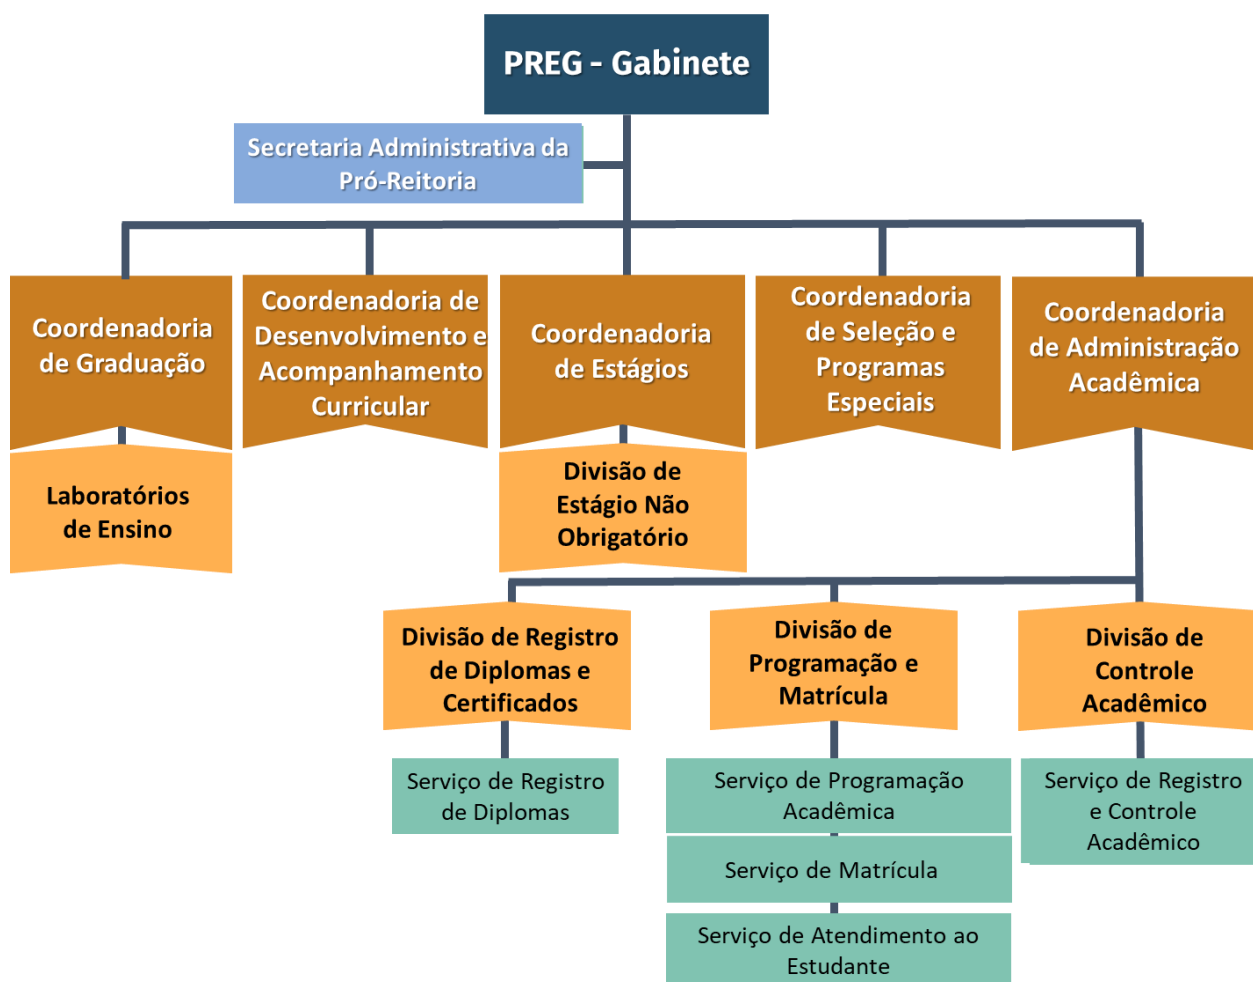 PREG - Gabinete
Secretaria Administrativa da
Pró-Reitoria
Coordenadoria
de Graduação
Coordenadoria de
Desenvolvimento e
Acompanhamento
Curricular
Coordenadoria
de Estágios
Coordenadoria
de Seleção e
Programas
Especiais
Coordenadoria
de Administração
Acadêmica
Laboratórios
de Ensino
Divisão de
Estágio Não
Obrigatório
Divisão de Registro
de Diplomas e
Certificados
Divisão de
Programação e
Matrícula
Divisão de
Controle
Acadêmico
Serviço de Registro
de Diplomas
Serviço de Programação
Acadêmica
Serviço de Matrícula
Serviço de Atendimento ao
Estudante
Serviço de Registro
e Controle
Acadêmico